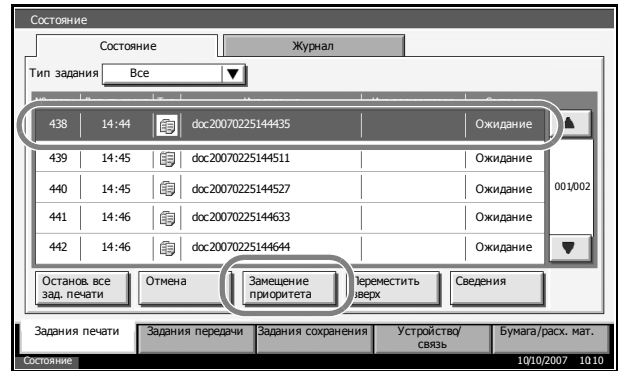 Состояние
Состояние Журнал
Тип задания Все
438 14:44 doc20070225144435 Ожидание
439 14:45 doc20070225144511 Ожидание
440 14:45 doc20070225144527 Ожидание 001/002
441 14:46 doc20070225144633 Ожидание
442 14:46 doc20070225144644 Ожидание
Останов. все Отмена Замещение Переместить Сведения
зад. печати приоритета вверх
Задания печати Задания передачи Задания сохранения Устройство/ Бумага/расх. мат.
связь
Состояние 10/10/2007 10:10